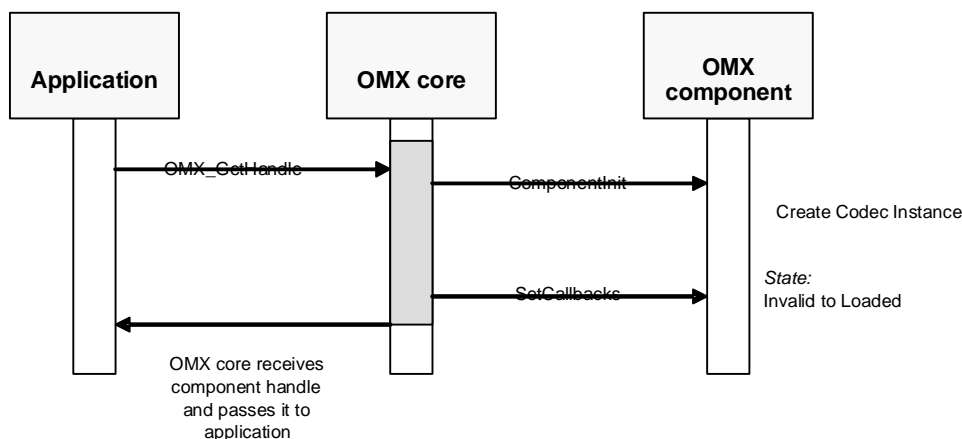 Application
OMX core
OMX
component
OMX_GetHandle
ComponentInit
Create Codec Instance
SetCallbacks
State:
Invalid to Loaded
OMX core receives
component handle
and passes it to
application